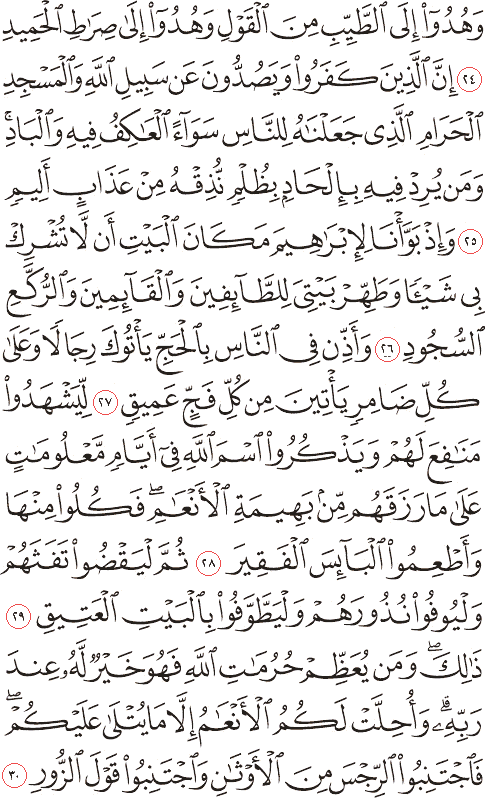 وَهُدُوٓا۟ إِلَى ٱلطَّيِّبِ مِنَ ٱلْقَوْلِ وَهُدُوٓا۟ إِلَىٰ صِرَٰطِ ٱلْحَمِيدِ
٢٤ إِنَّ ٱلَّذِينَ كَفَرُوا۟ وَيَصُدُّونَ عَن سَبِيلِ ٱللَّهِ وَٱلْمَسْجِدِ
ٱلْحَرَامِ ٱلَّذِى جَعَلْنَٰهُ لِلنَّاسِ سَوَآءً ٱلْعَٰكِفُ فِيهِ وَٱلْبَادِ ۚ
وَمَن يُرِدْ فِيهِ بِإِلْحَادٍۭ بِظُلْمٍ نُّذِقْهُ مِنْ عَذَابٍ أَلِيمٍ
٢٥ وَإِذْ بَوَّأْنَا لِإِبْرَٰهِيمَ مَكَانَ ٱلْبَيْتِ أَن لَّا تُشْرِكْ
بِى شَيْـًٔا وَطَهِّرْ بَيْتِىَ لِلطَّآئِفِينَ وَٱلْقَآئِمِينَ وَٱلرُّكَّعِ
ٱلسُّجُودِ ٢٦ وَأَذِّن فِى ٱلنَّاسِ بِٱلْحَجِّ يَأْتُوكَ رِجَالًا وَعَلَىٰ
كُلِّ ضَامِرٍ يَأْتِينَ مِن كُلِّ فَجٍّ عَمِيقٍ ٢٧ لِّيَشْهَدُوا۟
مَنَٰفِعَ لَهُمْ وَيَذْكُرُوا۟ ٱسْمَ ٱللَّهِ فِىٓ أَيَّامٍ مَّعْلُومَٰتٍ
عَلَىٰ مَا رَزَقَهُم مِّنۢ بَهِيمَةِ ٱلْأَنْعَٰمِ ۖ فَكُلُوا۟ مِنْهَا
وَأَطْعِمُوا۟ ٱلْبَآئِسَ ٱلْفَقِيرَ ٢٨ ثُمَّ لْيَقْضُوا۟ تَفَثَهُمْ
وَلْيُوفُوا۟ نُذُورَهُمْ وَلْيَطَّوَّفُوا۟ بِٱلْبَيْتِ ٱلْعَتِيقِ ٢٩
ذَٰلِكَ ۖ وَمَن يُعَظِّمْ حُرُمَٰتِ ٱللَّهِ فَهُوَ خَيْرٌ لَّهُۥ عِندَ
رَبِّهِۦ ۗ وَأُحِلَّتْ لَكُمُ ٱلْأَنْعَٰمُ إِلَّا مَا يُتْلَىٰ عَلَيْكُمْ ۖ
فَٱجْتَنِبُوا۟ ٱلرِّجْسَ مِنَ ٱلْأَوْثَٰنِ وَٱجْتَنِبُوا۟ قَوْلَ ٱلزُّورِ ٣٠